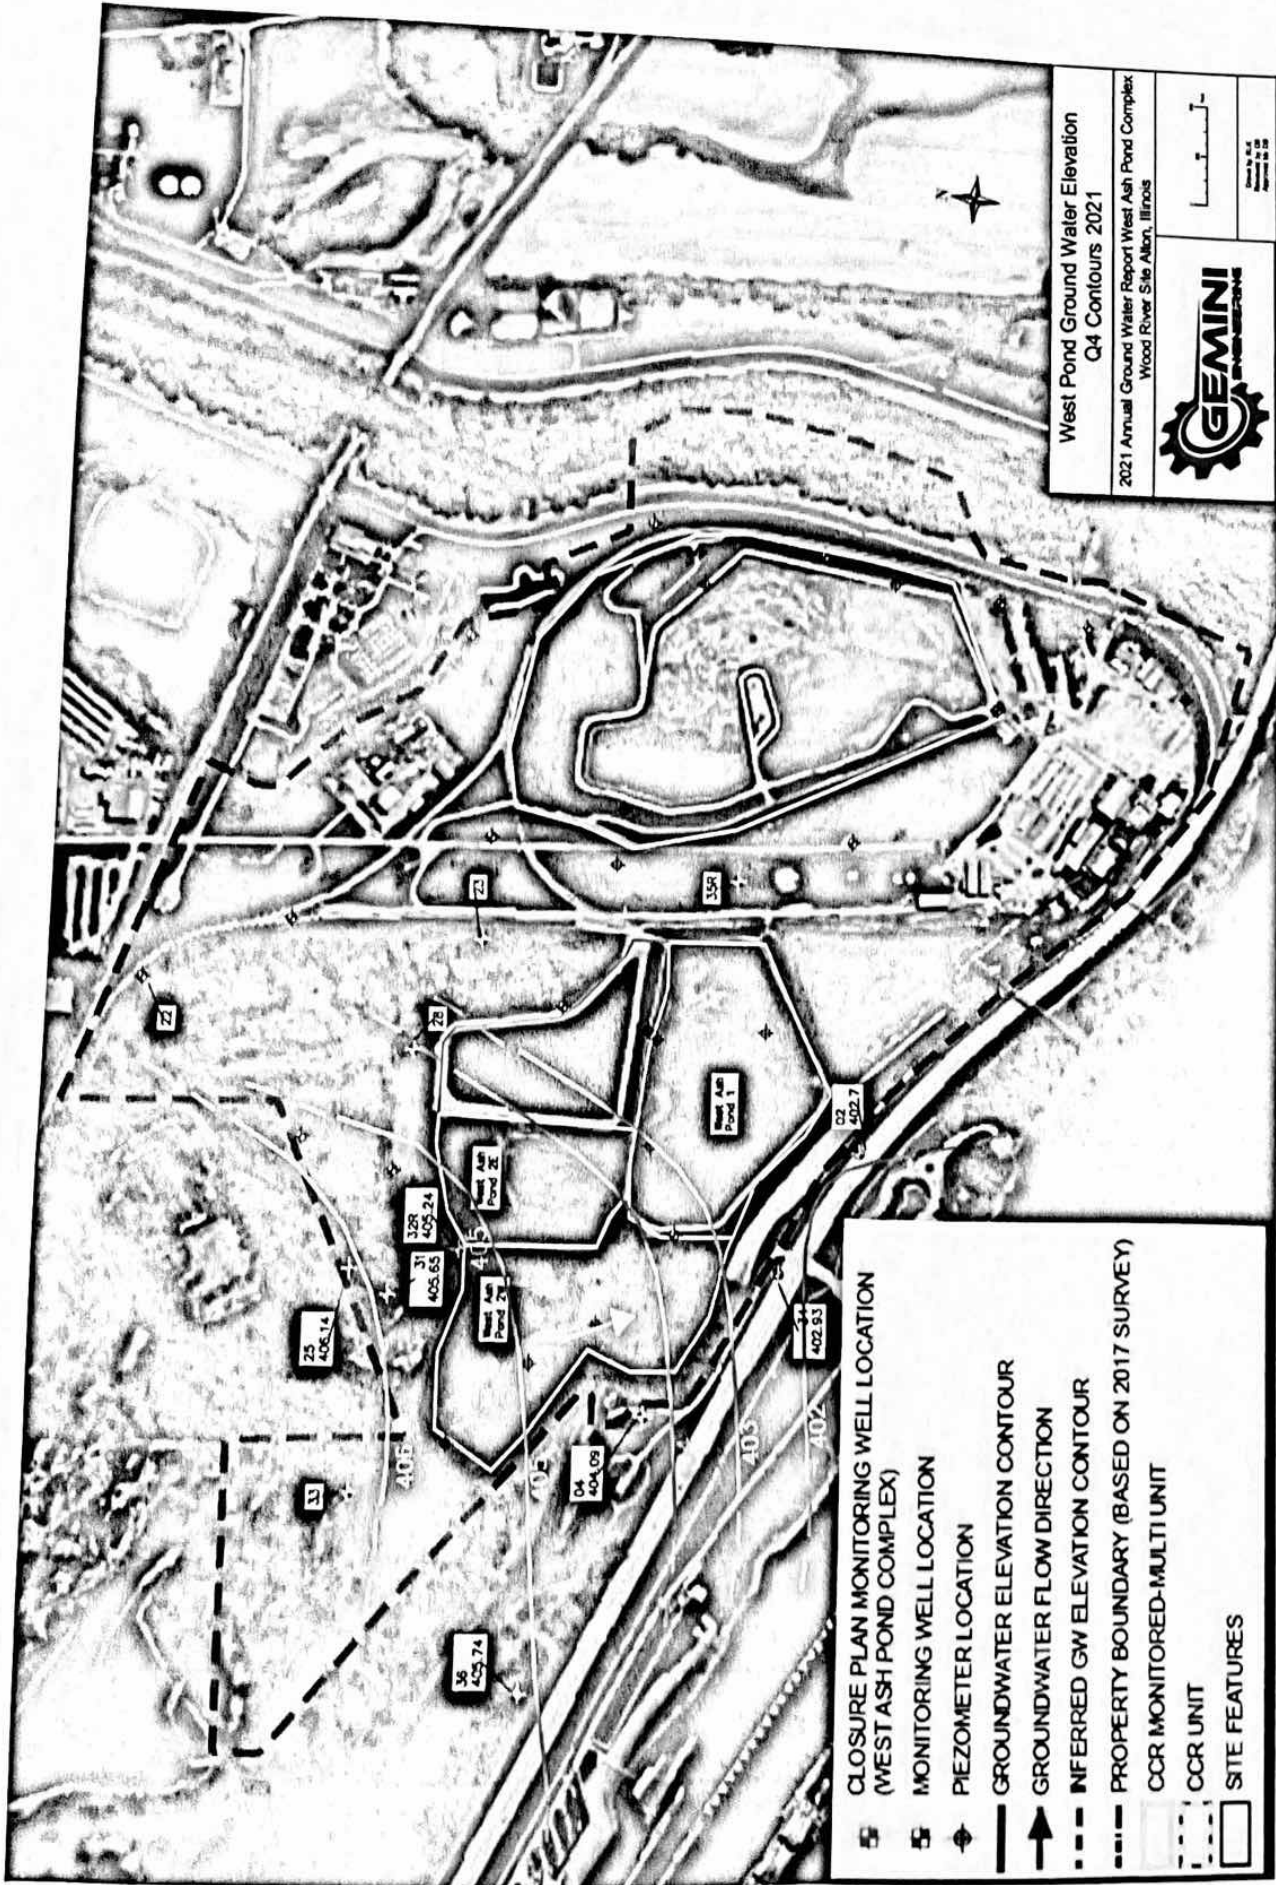 22
23
28
35R
33
25
406.14
31
405.65
32R
405.24
36
405.74
04
404.09
02
402.7
402.93
406
405
405
403
402
West Ash
Pond 2E
West Ash
Pond 2W
West Ash
Pond 1
CLOSURE PLAN MONITORING WELL LOCATION
(WEST ASH POND COMPLEX)
MONITORING WELL LOCATION
PIEZOMETER LOCATION
GROUNDWATER ELEVATION CONTOUR
GROUNDWATER FLOW DIRECTION
INFERRED GW ELEVATION CONTOUR
PROPERTY BOUNDARY (BASED ON 2017 SURVEY)
CCR MONITORED-MULTI UNIT
CCR UNIT
SITE FEATURES
N
West Pond Ground Water Elevation
Q4 Contours 2021
2021 Annual Ground Water Report West Ash Pond Complex
Wood River Site Alton, Illinois
GEMINI
ENGINEERING